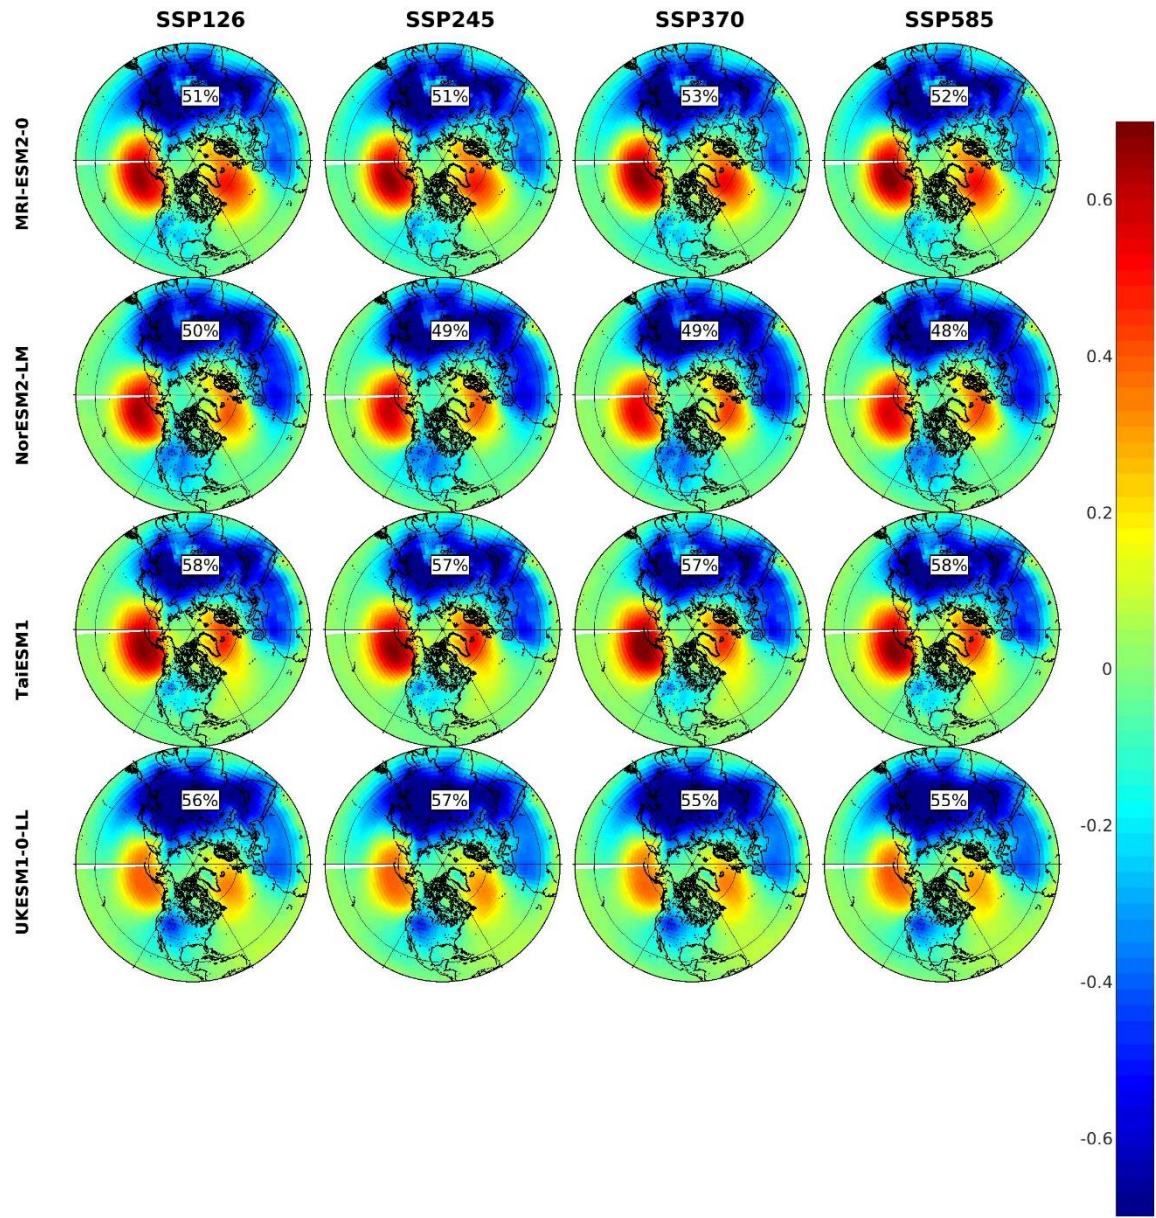 SSP126 SSP245 SSP370 SSP585
MRI-ESM2-0
51% 51% 53% 52%
NorESM2-LM
50% 49% 49% 48%
TaiESM1
58% 57% 57% 58%
UKESM1-0-LL
56% 57% 55% 55%
0.6
0.4
0.2
0
-0.2
-0.4
-0.6